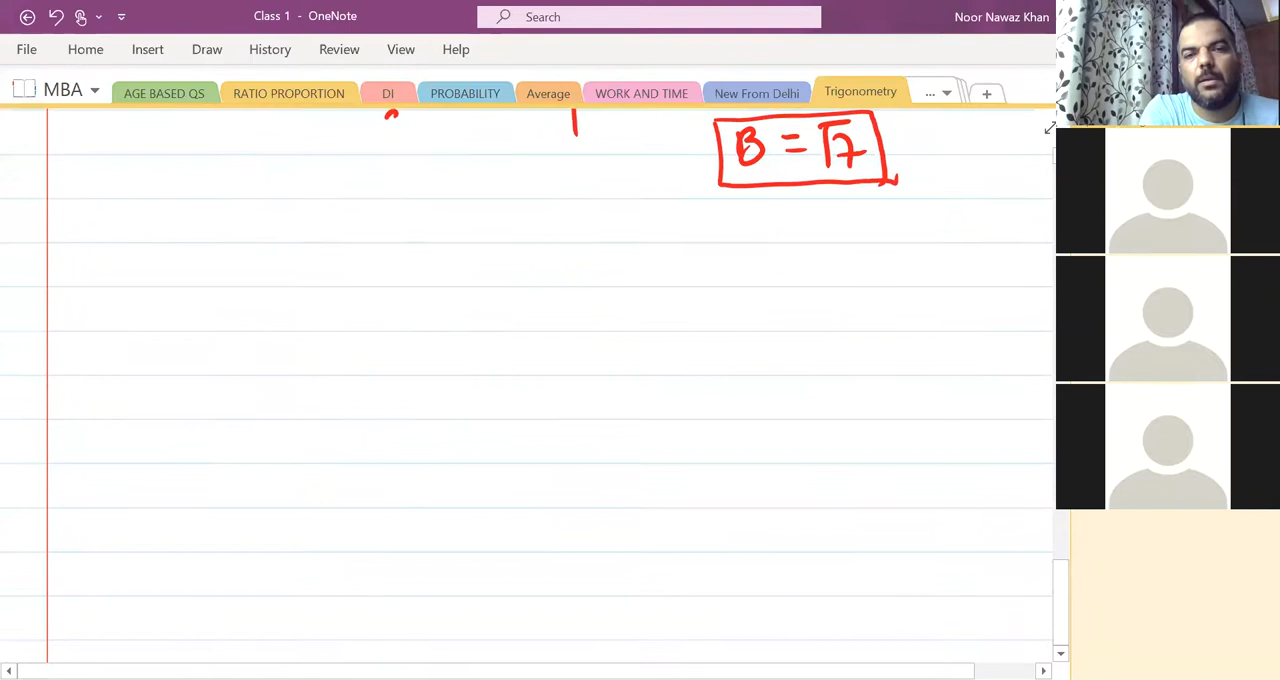 Class 1 - OneNote
Search
Noor Nawaz Khan
File Home Insert Draw History Review View Help
MBA AGE BASED QS RATIO PROPORTION DI PROBABILITY Average WORK AND TIME New From Delhi Trigonometry ... +
B = √7